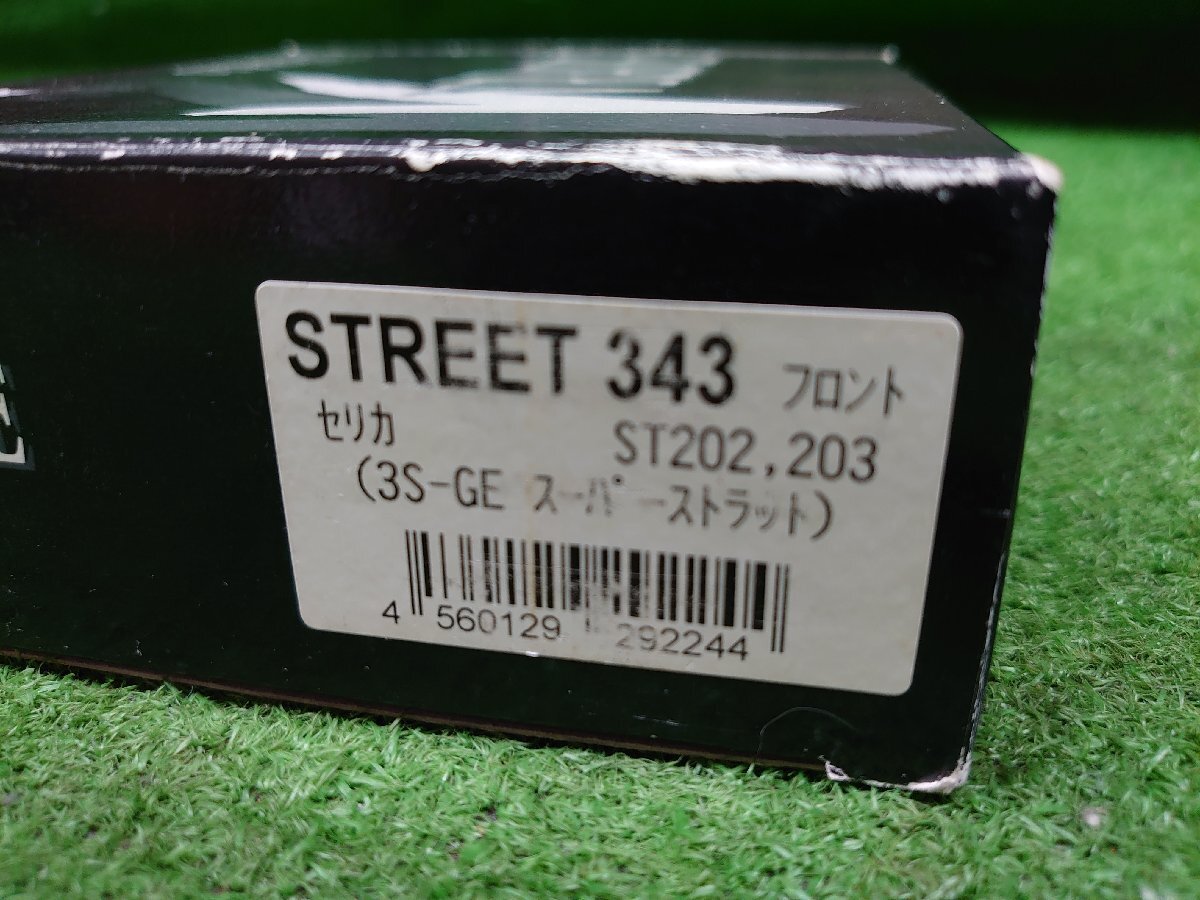 STREET 343 フロント
セリカ ST202,203
(3S-GE スーパーストラット)
4 560129 292244